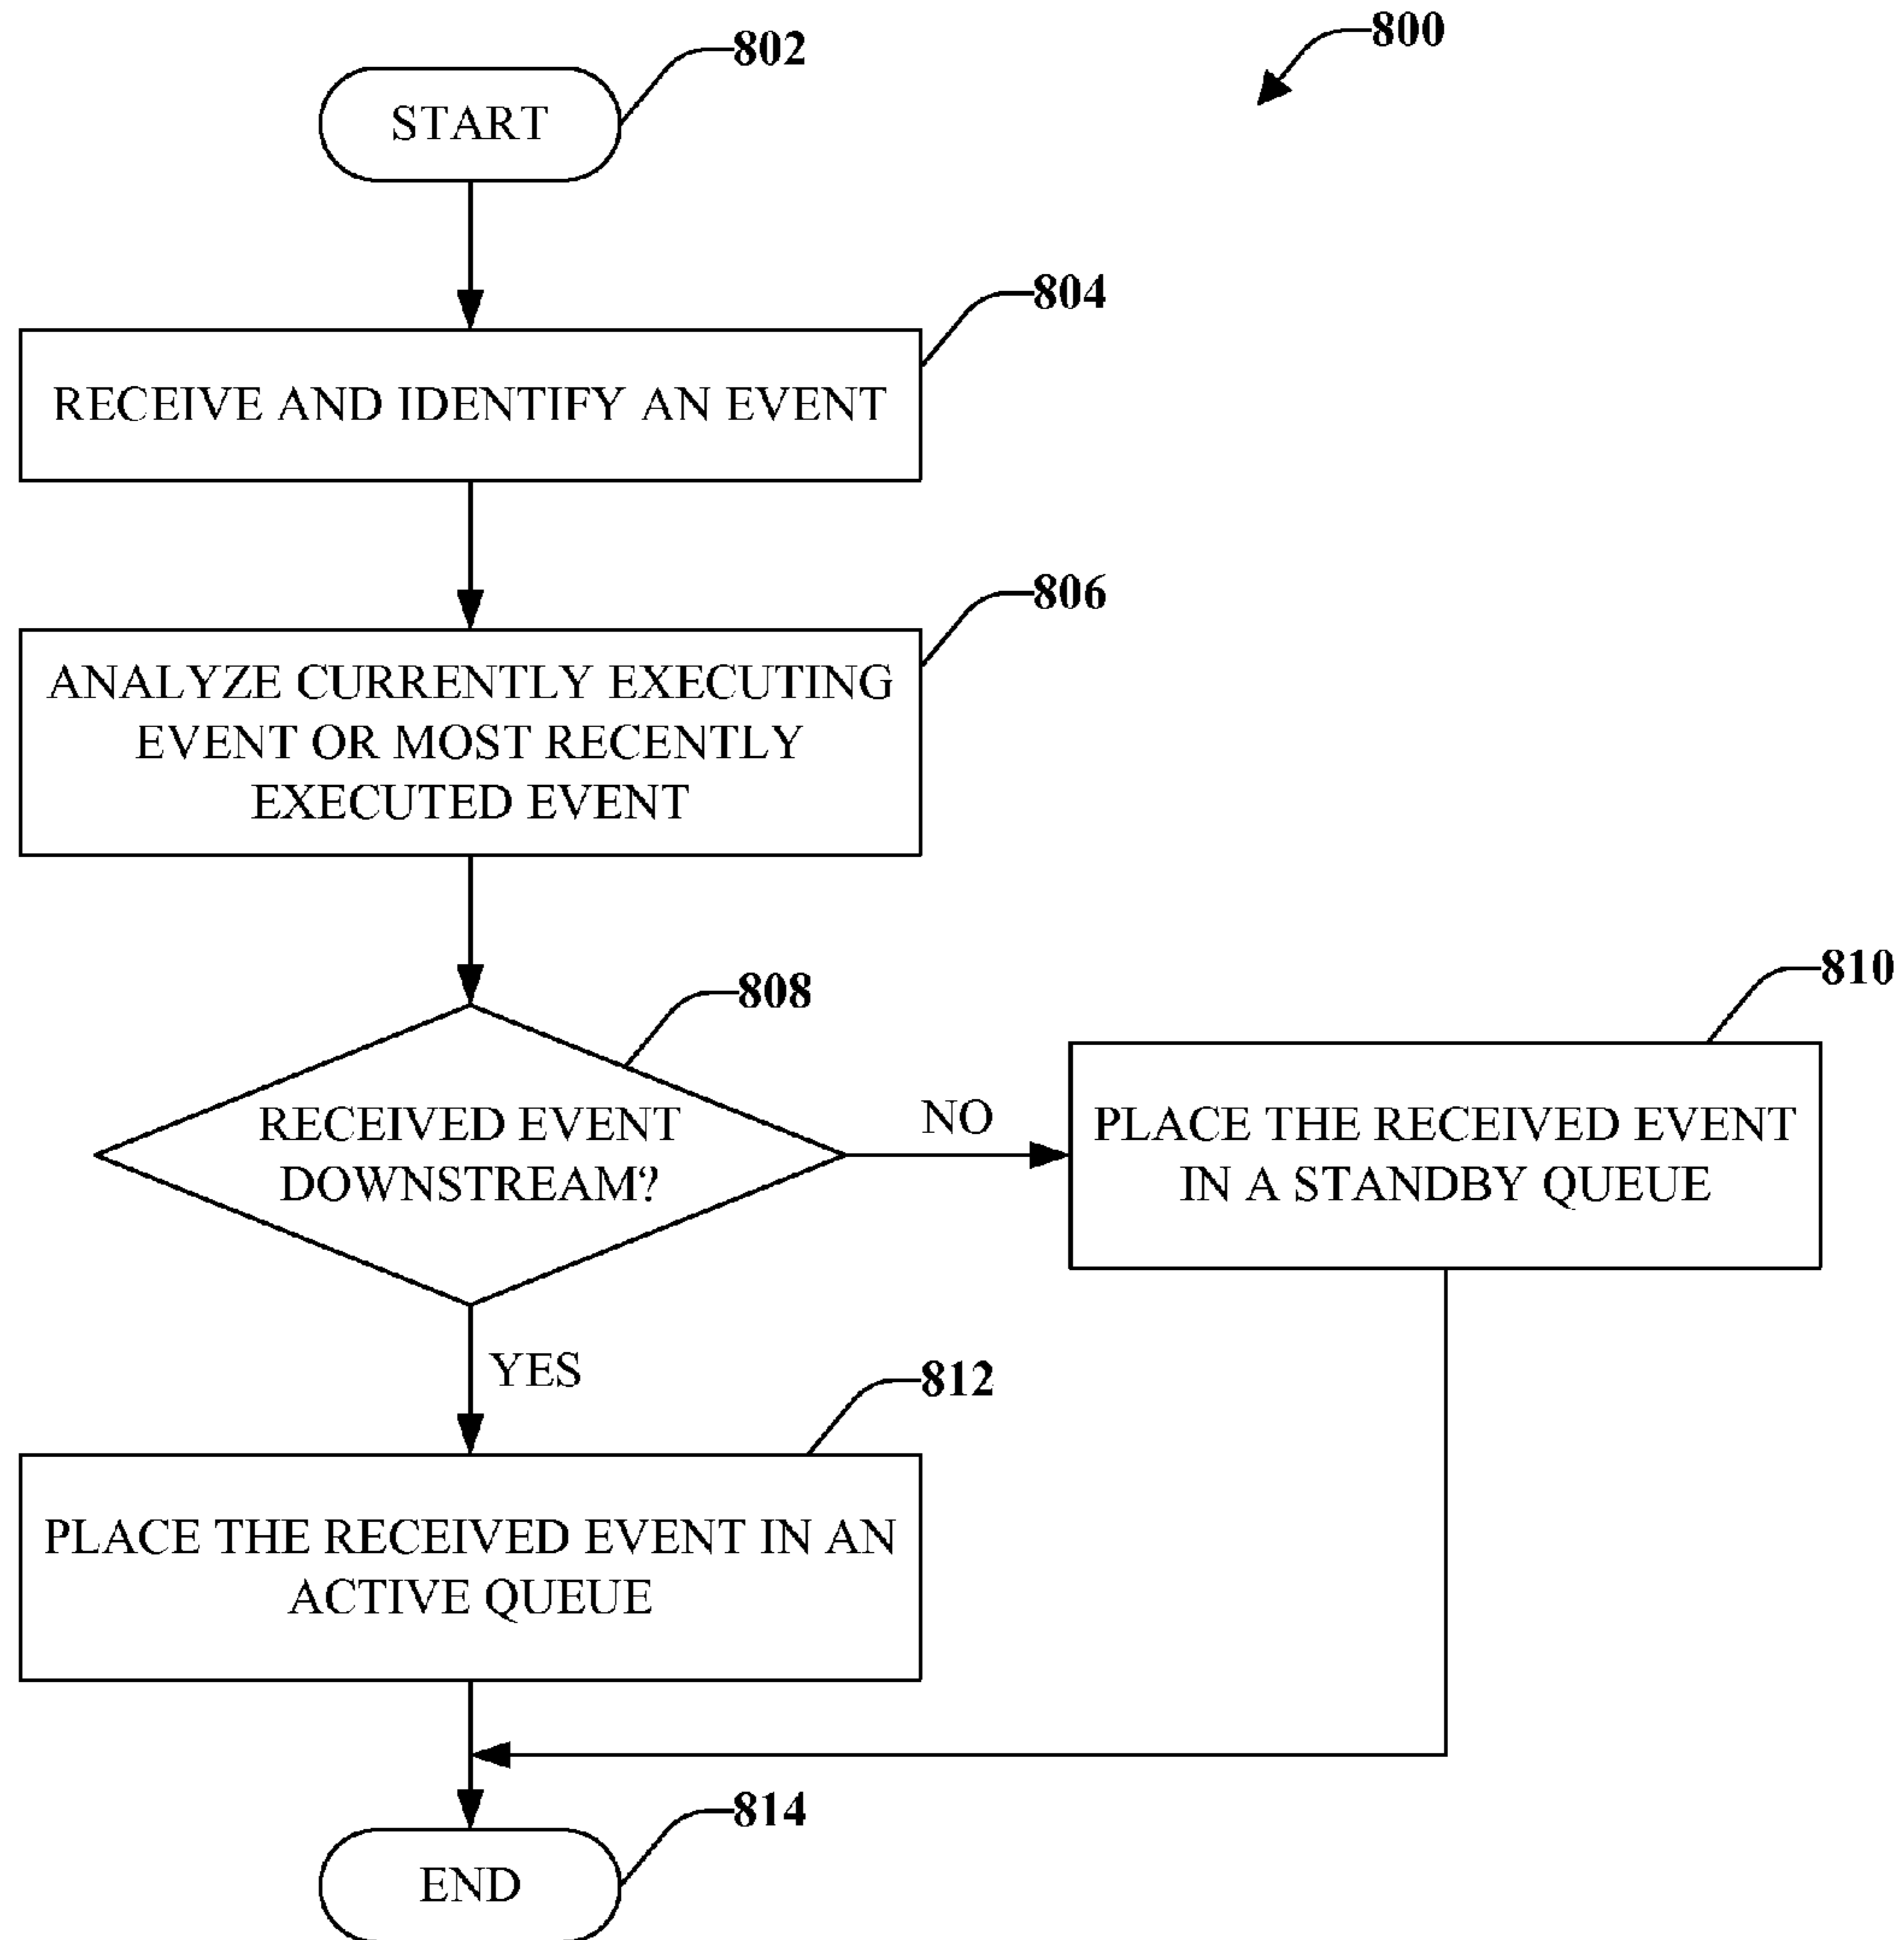 800
802
START
804
RECEIVE AND IDENTIFY AN EVENT
806
ANALYZE CURRENTLY EXECUTING
EVENT OR MOST RECENTLY
EXECUTED EVENT
808
RECEIVED EVENT
DOWNSTREAM?
NO
810
PLACE THE RECEIVED EVENT
IN A STANDBY QUEUE
YES
812
PLACE THE RECEIVED EVENT IN AN
ACTIVE QUEUE
814
END